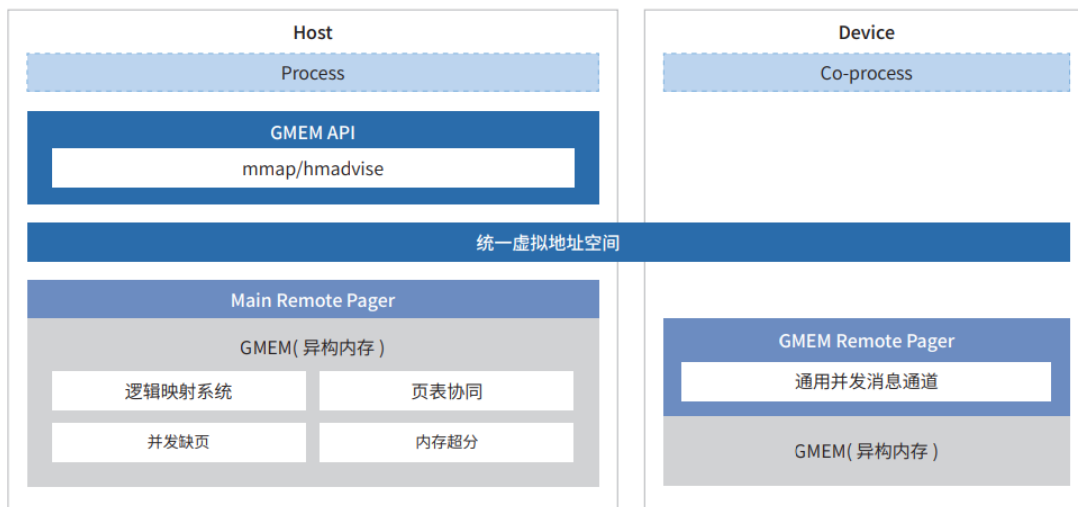 Host
Process
GMEM API
mmap/hmadvise
Device
Co-process
统一虚拟地址空间
Main Remote Pager
GMEM( 异构内存 )
逻辑映射系统
页表协同
并发缺页
内存超分
GMEM Remote Pager
通用并发消息通道
GMEM( 异构内存 )